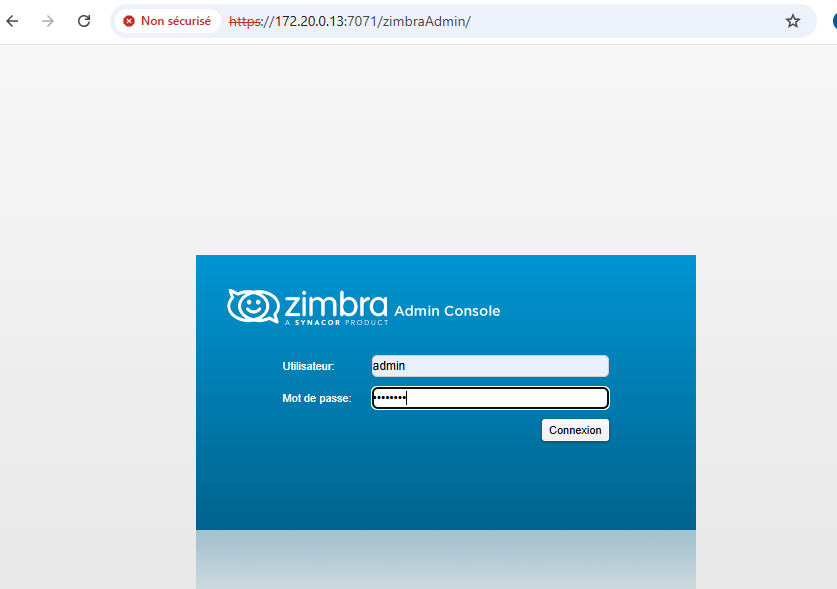 Non sécurisé https://172.20.0.13:7071/zimbraAdmin/
zimbra Admin Console
A SYNACOR PRODUCT
Utilisateur: admin
Mot de passe: ••••••••
Connexion